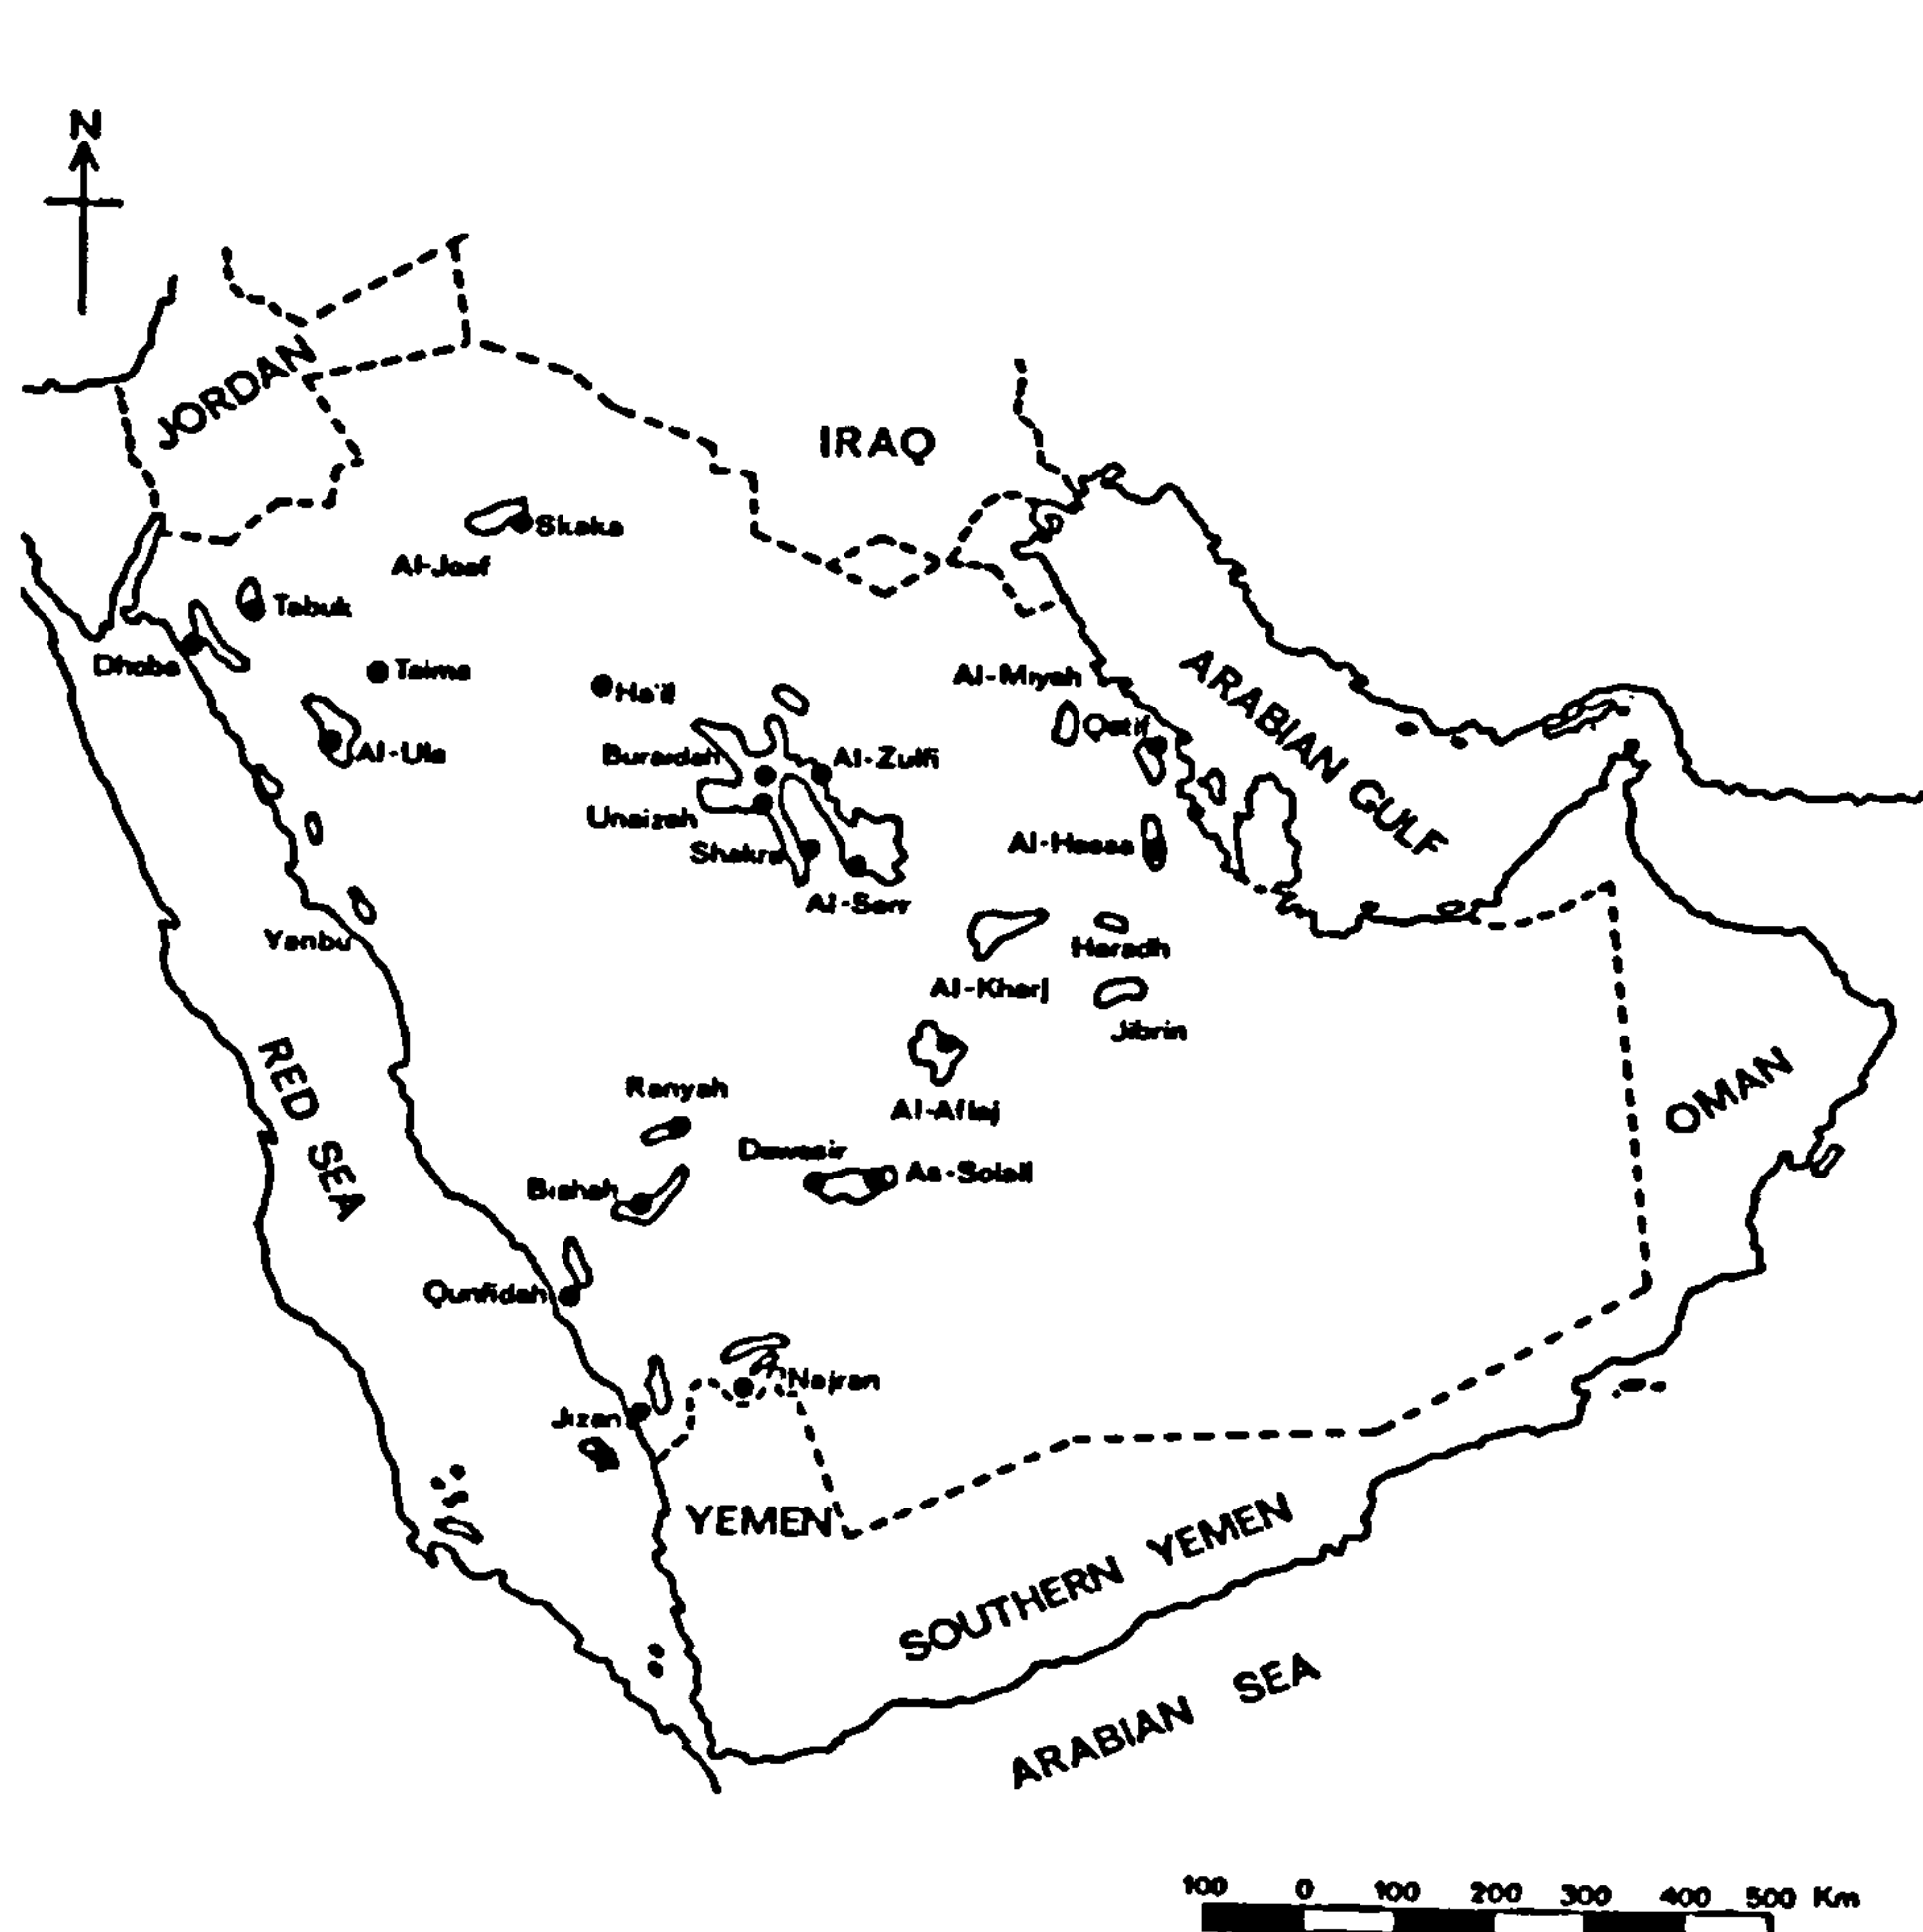 N
JORDAN
IRAQ
Skaka
Al-Jaof
Tabuk
Dhaba
Taima
Ha'il
Al-Miyah
ARABIAN GULF
Qatif
Al-Ula
Buraidah
Al-Zulfi
Unaizah
Shakra
Al-Hassa
Al-Sarr
Yanbu
Haradh
Al-Kharj
Jibrin
RED SEA
Ranyah
Al-Aflaj
OMAN
Dawasir
As-Solail
Bishah
Qunfidah
Najran
Jizan
YEMEN
SOUTHERN YEMEN
ARABIAN SEA
100 0 100 200 300 400 500 Km